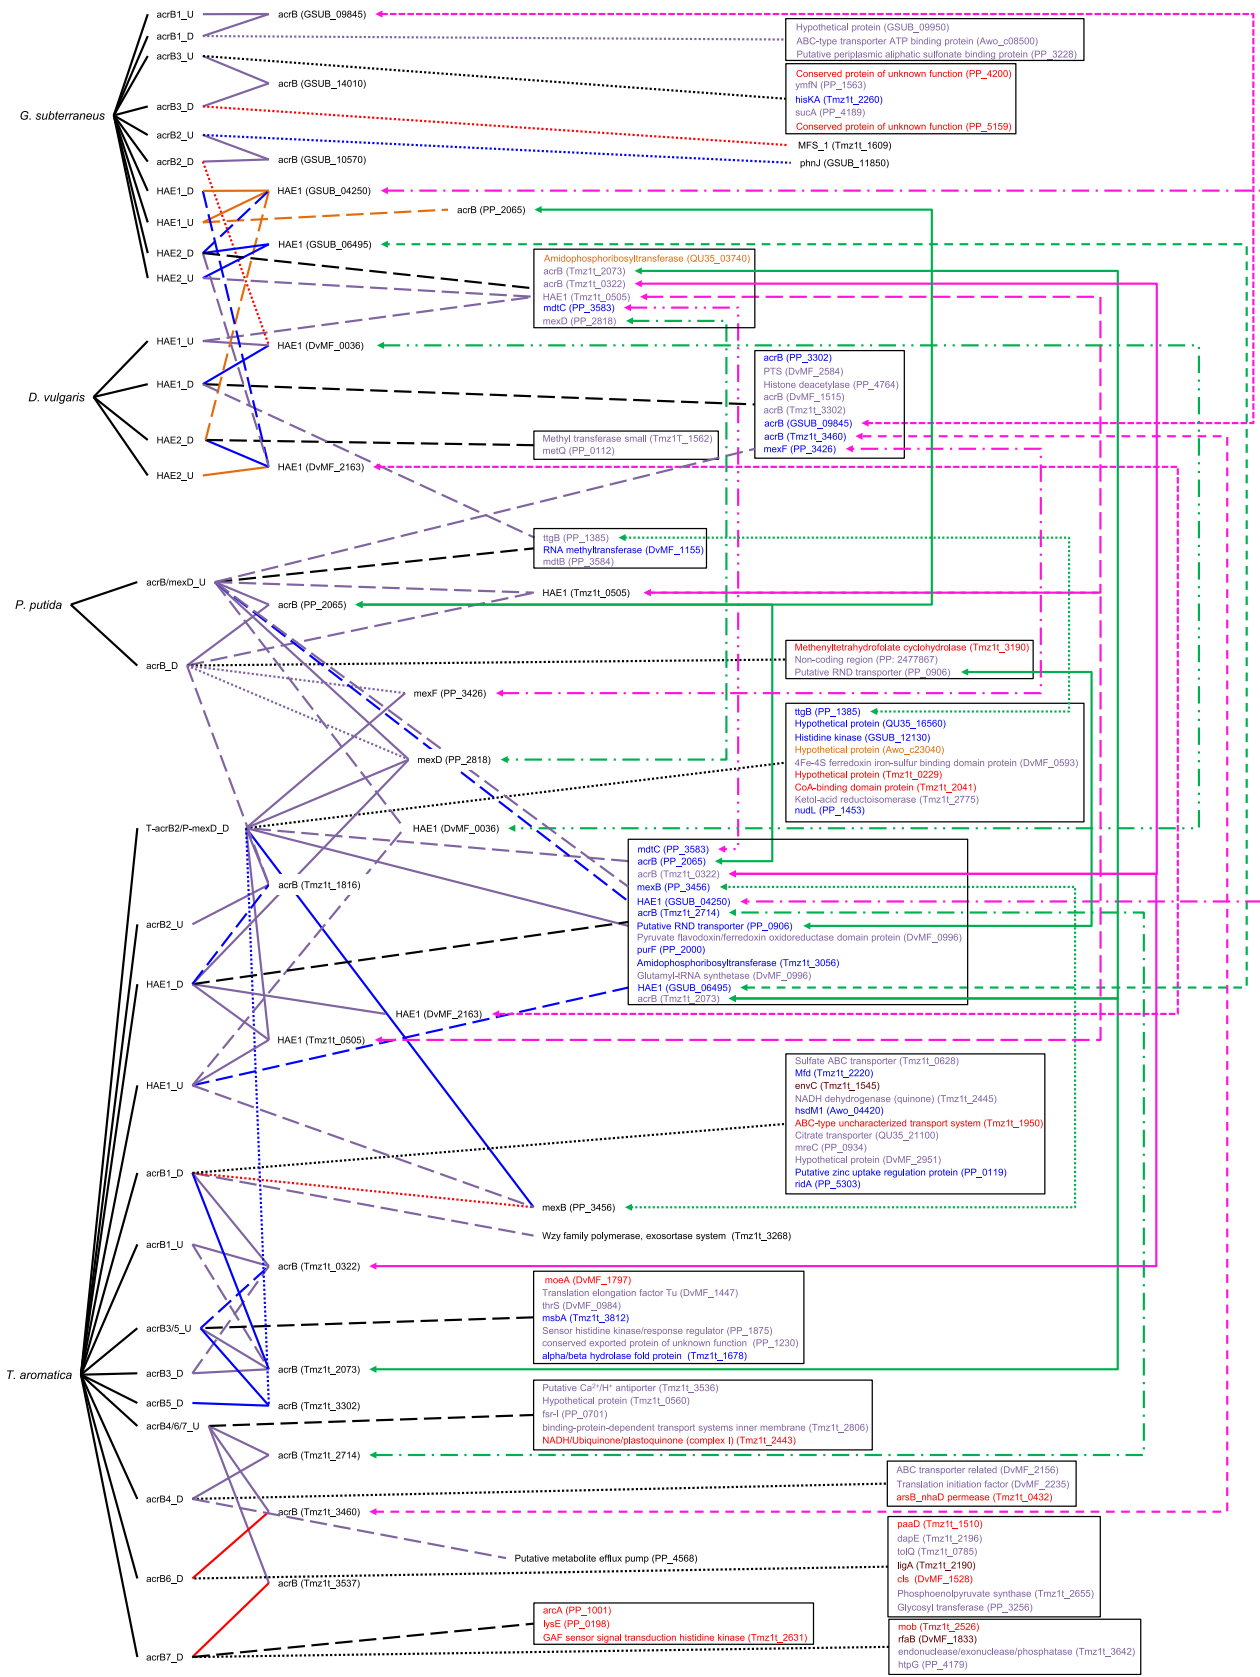 acrB1_U
acrB (GSUB_09845)
acrB1_D
Hypothetical protein (GSUB_09950)
ABC-type transporter ATP binding protein (Awo_c08500)
Putative periplasmic aliphatic sulfonate binding protein (PP_3228)
acrB3_U
acrB (GSUB_14010)
Conserved protein of unknown function (PP_4200)
ymfN (PP_1563)
hisKA (Tmz1t_2260)
sucA (PP_4189)
Conserved protein of unknown function (PP_5159)
acrB3_D
G. subterraneus
acrB2_U
MFS_1 (Tmz1t_1609)
acrB2_D
acrB (GSUB_10570)
phnJ (GSUB_11850)
HAE1_D
HAE1 (GSUB_04250)
acrB (PP_2065)
HAE1_U
HAE1 (GSUB_06495)
HAE2_D
HAE2_U
Amidophosphoribosyltransferase (QU35_03740)
acrB (Tmz1t_2073)
acrB (Tmz1t_0322)
HAE1 (Tmz1t_0505)
mdtC (PP_3583)
mexD (PP_2818)
HAE1_U
HAE1 (DvMF_0036)
HAE1_D
D. vulgaris
acrB (PP_3302)
PTS (DvMF_2584)
Histone deacetylase (PP_4764)
acrB (DvMF_1515)
acrB (Tmz1t_3302)
acrB (GSUB_09845)
acrB (Tmz1t_3460)
mexF (PP_3426)
HAE2_D
Methyl transferase small (Tmz1T_1562)
metQ (PP_0112)
HAE1 (DvMF_2163)
HAE2_U
ttgB (PP_1385)
RNA methyltransferase (DvMF_1155)
mdtB (PP_3584)
acrB/mexD_U
HAE1 (Tmz1t_0505)
P. putida
acrB (PP_2065)
acrB_D
Methenyltetrahydrofolate cyclohydrolase (Tmz1t_3190)
Non-coding region (PP: 2477867)
Putative RND transporter (PP_0906)
mexF (PP_3426)
ttgB (PP_1385)
Hypothetical protein (QU35_16560)
Histidine kinase (GSUB_12130)
Hypothetical protein (Awo_c23040)
4Fe-4S ferredoxin iron-sulfur binding domain protein (DvMF_0593)
Hypothetical protein (Tmz1t_0229)
CoA-binding domain protein (Tmz1t_2041)
Ketol-acid reductoisomerase (Tmz1t_2775)
nudL (PP_1453)
mexD (PP_2818)
T-acrB2/P-mexD_D
HAE1 (DvMF_0036)
mdtC (PP_3583)
acrB (PP_2065)
acrB (Tmz1t_0322)
mexB (PP_3456)
HAE1 (GSUB_04250)
acrB (Tmz1t_2714)
Putative RND transporter (PP_0906)
Pyruvate flavodoxin/ferredoxin oxidoreductase domain protein (DvMF_0996)
purF (PP_2000)
Amidophosphoribosyltransferase (Tmz1t_3056)
Glutamyl-tRNA synthetase (DvMF_0996)
HAE1 (GSUB_06495)
acrB (Tmz1t_2073)
acrB (Tmz1t_1816)
acrB2_U
HAE1_D
HAE1 (DvMF_2163)
HAE1 (Tmz1t_0505)
HAE1_U
Sulfate ABC transporter (Tmz1t_0628)
Mfd (Tmz1t_2220)
envC (Tmz1t_1545)
NADH dehydrogenase (quinone) (Tmz1t_2445)
hsdM1 (Awo_04420)
ABC-type uncharacterized transport system (Tmz1t_1950)
Citrate transporter (QU35_21100)
mreC (PP_0934)
Hypothetical protein (DvMF_2951)
Putative zinc uptake regulation protein (PP_0119)
ridA (PP_5303)
acrB1_D
mexB (PP_3456)
Wzy family polymerase, exosortase system (Tmz1t_3268)
acrB1_U
acrB (Tmz1t_0322)
moeA (DvMF_1797)
Translation elongation factor Tu (DvMF_1447)
thrS (DvMF_0984)
msbA (Tmz1t_3812)
Sensor histidine kinase/response regulator (PP_1875)
conserved exported protein of unknown function (PP_1230)
alpha/beta hydrolase fold protein (Tmz1t_1678)
acrB3/5_U
T. aromatica
acrB3_D
acrB (Tmz1t_2073)
acrB5_D
acrB (Tmz1t_3302)
acrB4/6/7_U
Putative Ca²⁺/H⁺ antiporter (Tmz1t_3536)
Hypothetical protein (Tmz1t_0560)
fsr-I (PP_0701)
binding-protein-dependent transport systems inner membrane (Tmz1t_2806)
NADH/Ubiquinone/plastoquinone (complex I) (Tmz1t_2443)
acrB (Tmz1t_2714)
ABC transporter related (DvMF_2156)
Translation initiation factor (DvMF_2235)
arsB_nhaD permease (Tmz1t_0432)
acrB4_D
acrB (Tmz1t_3460)
Putative metabolite efflux pump (PP_4568)
paaD (Tmz1t_1510)
dapE (Tmz1t_2196)
tolQ (Tmz1t_0785)
ligA (Tmz1t_2190)
cls (DvMF_1528)
Phosphoenolpyruvate synthase (Tmz1t_2655)
Glycosyl transferase (PP_3256)
acrB6_D
acrB (Tmz1t_3537)
arcA (PP_1001)
lysE (PP_0198)
GAF sensor signal transduction histidine kinase (Tmz1t_2631)
mob (Tmz1t_2526)
rfaB (DvMF_1833)
endonuclease/exonuclease/phosphatase (Tmz1t_3642)
htpG (PP_4179)
acrB7_D